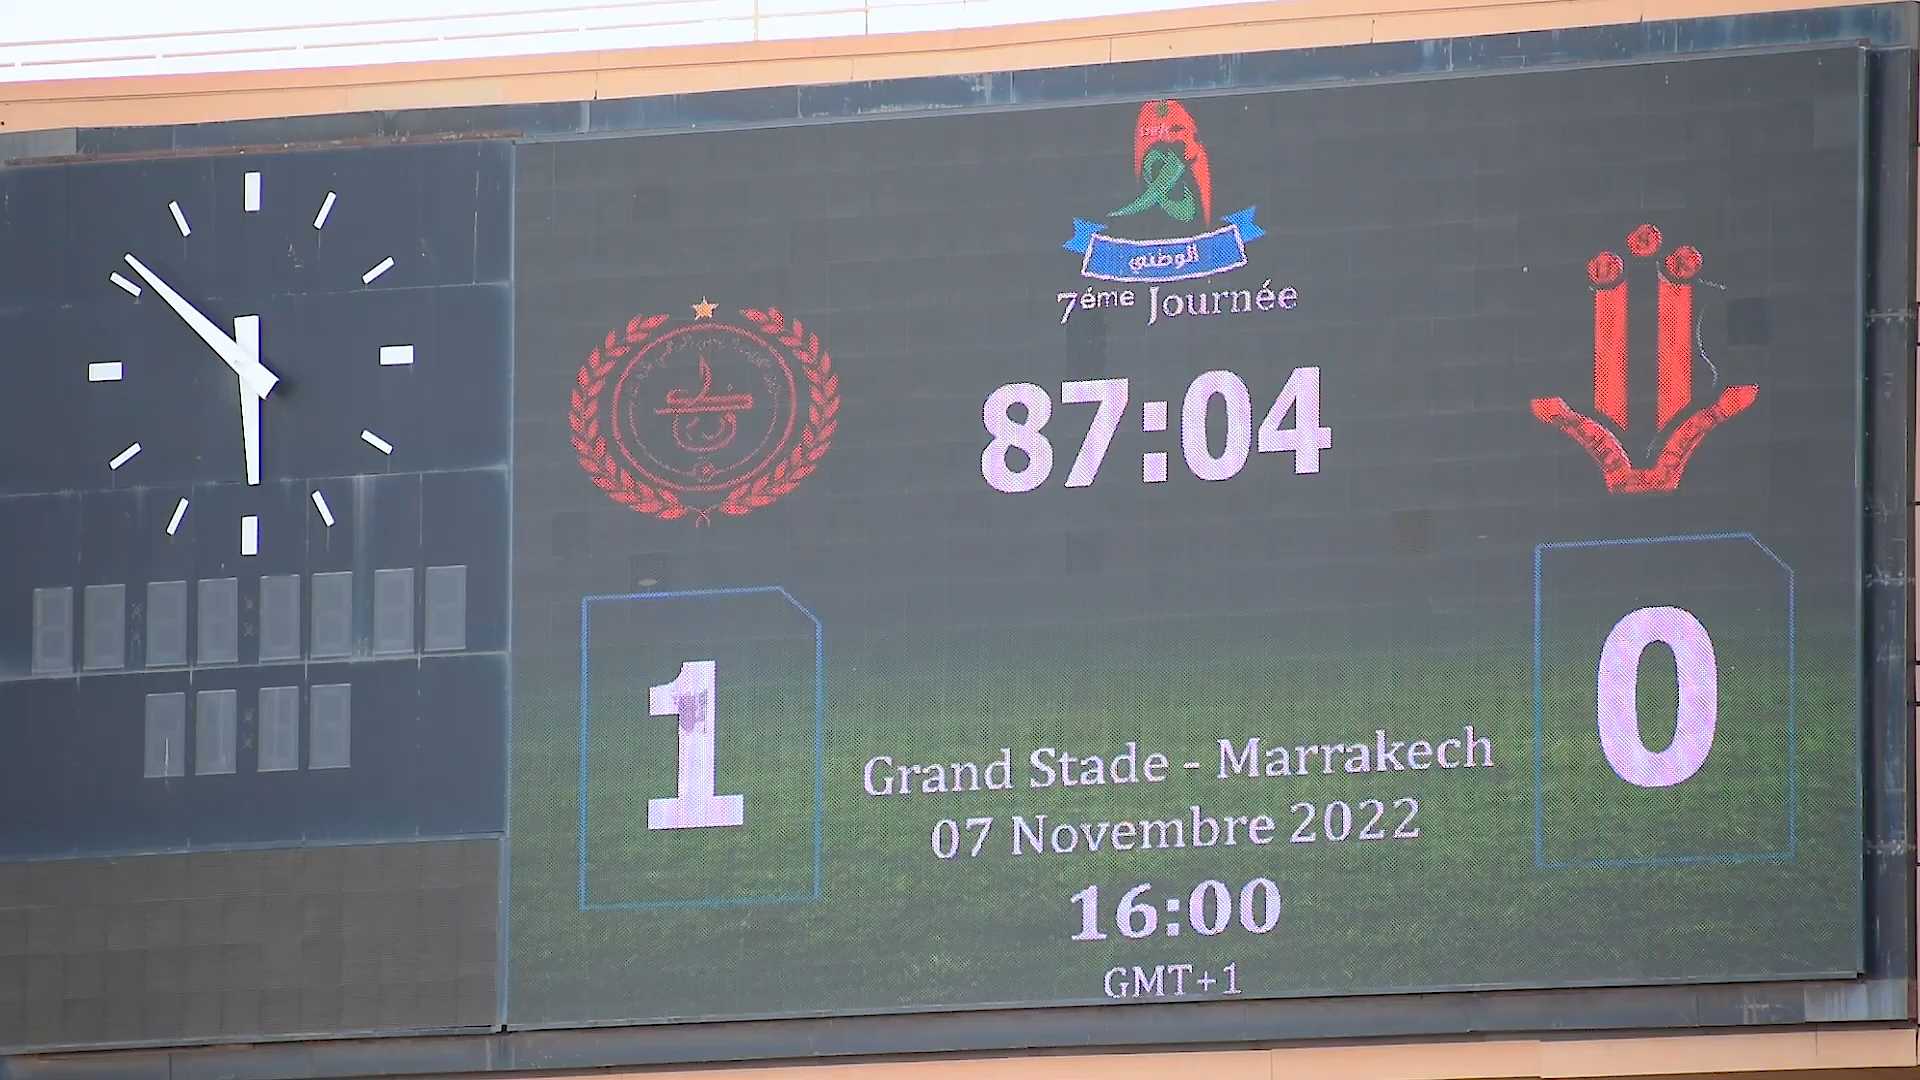 الوطني
7éme Journée
87:04
U S S
1
0
Grand Stade - Marrakech
07 Novembre 2022
16:00
GMT+1